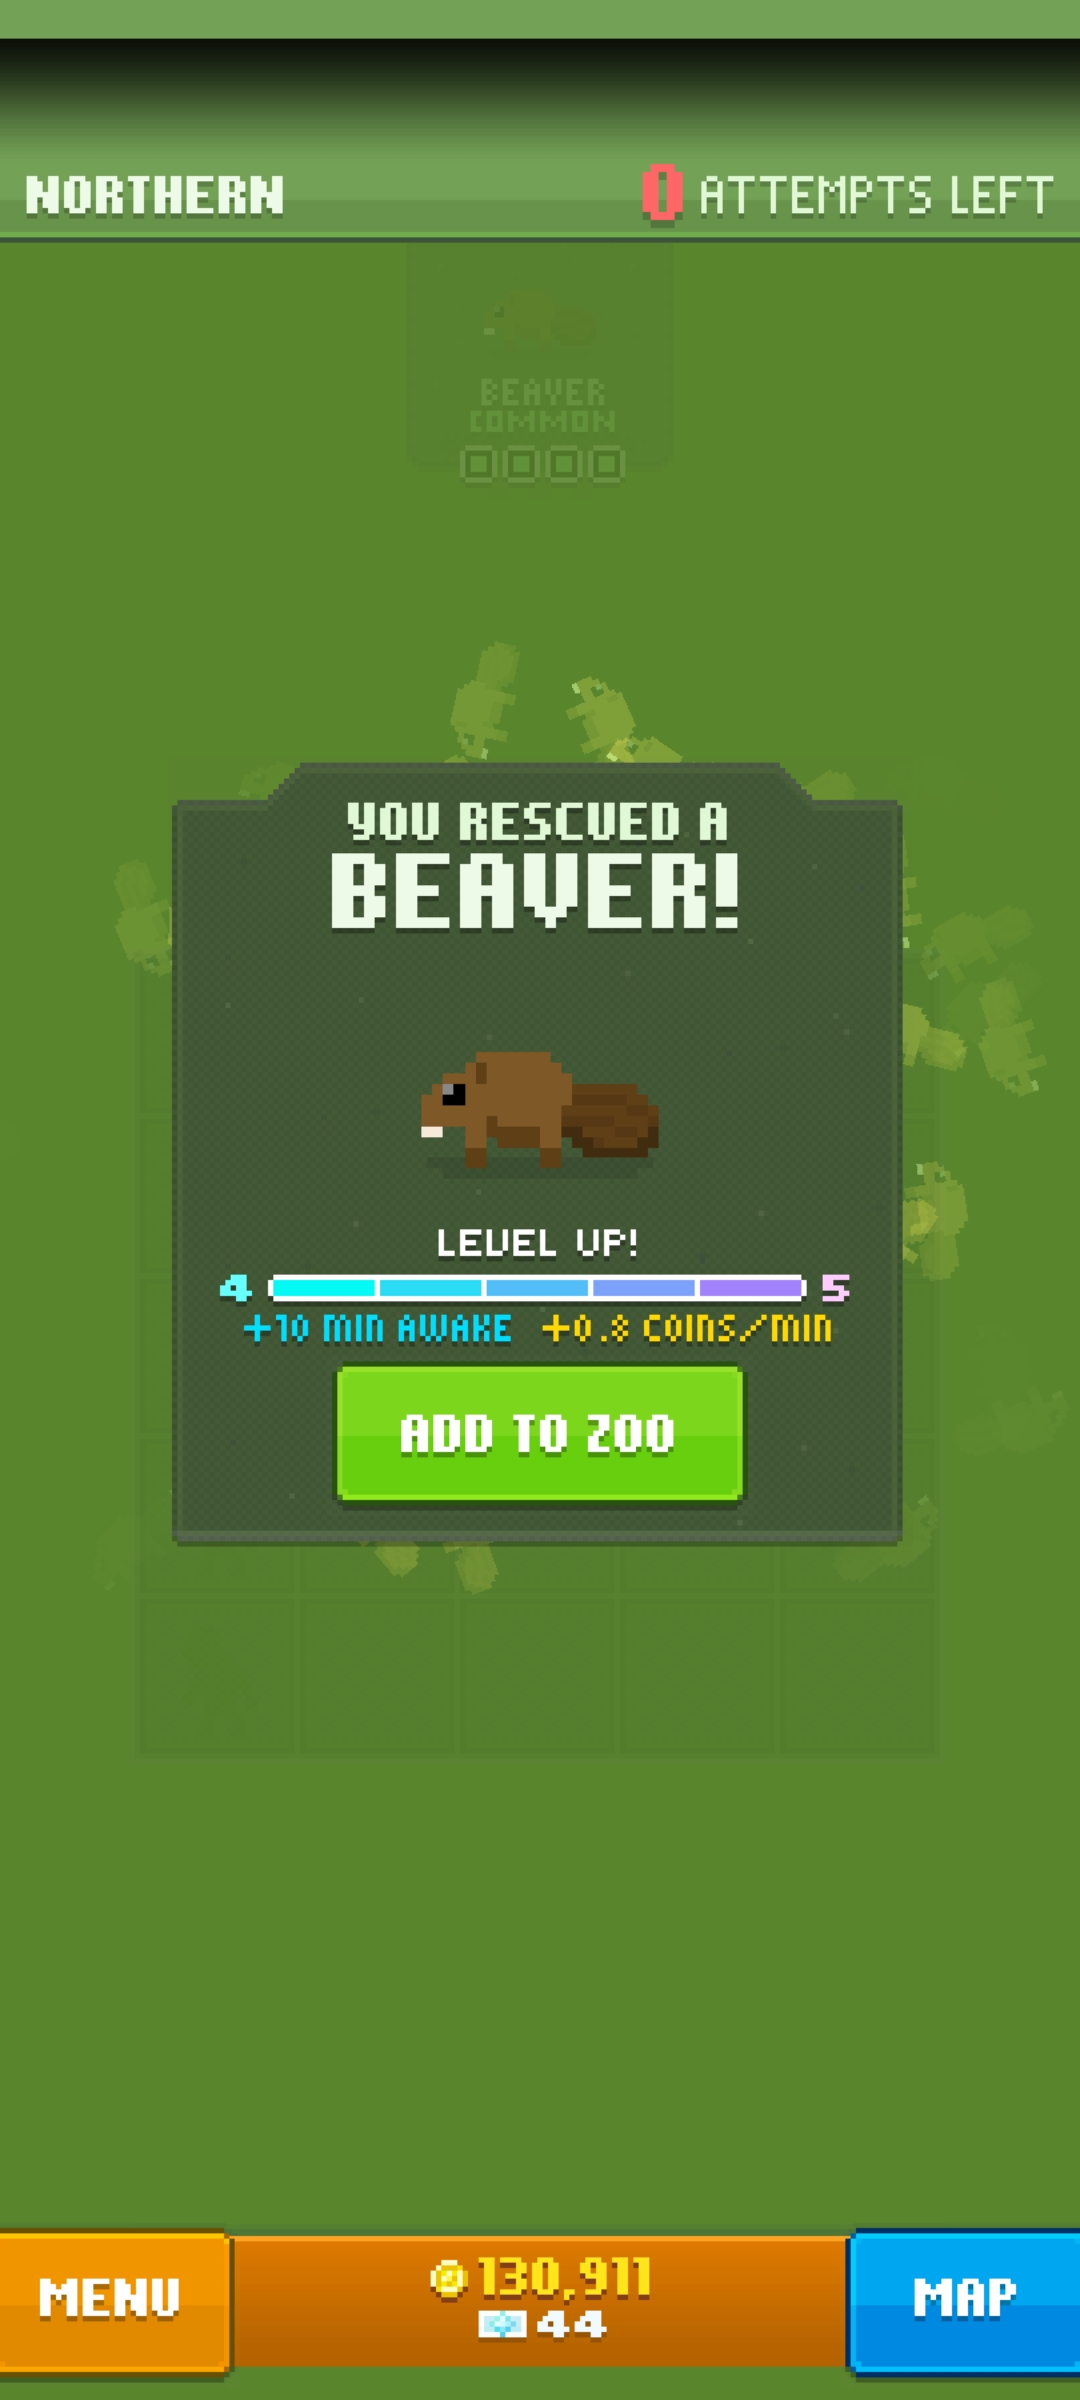 NORTHERN
0 ATTEMPTS LEFT
BEAVER
COMMON
YOU RESCUED A
BEAVER!
LEVEL UP!
4 5
+10 MIN AWAKE +0.8 COINS/MIN
ADD TO ZOO
MENU
130,911
44
MAP